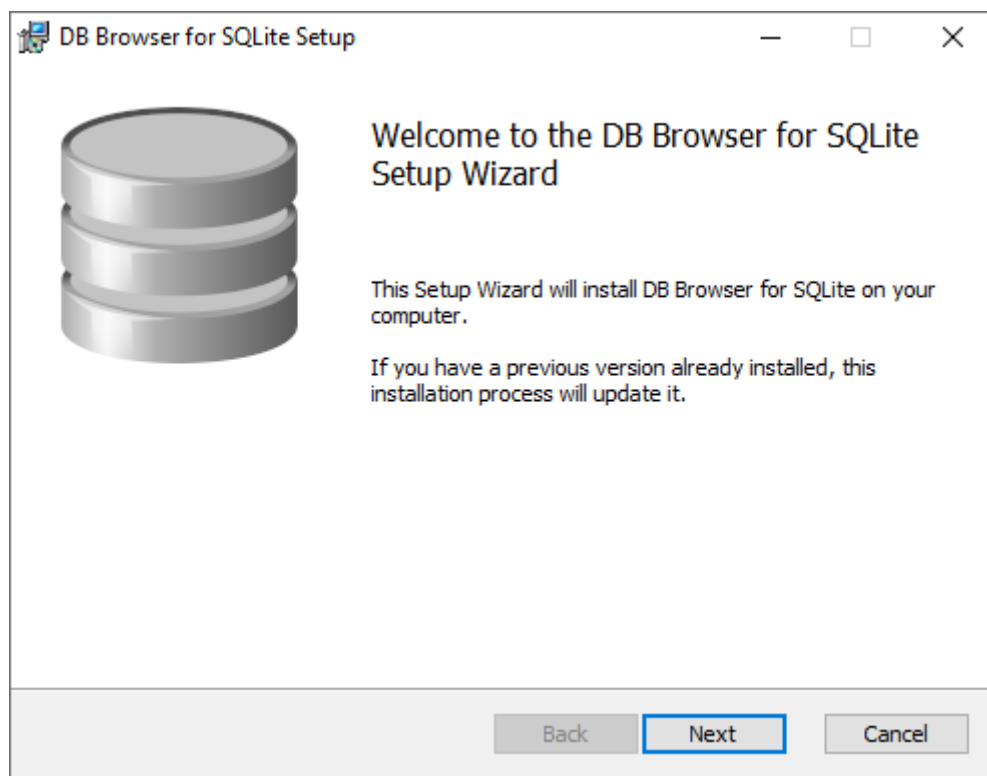 DB Browser for SQLite Setup
Welcome to the DB Browser for SQLite
Setup Wizard
This Setup Wizard will install DB Browser for SQLite on your
computer.
If you have a previous version already installed, this
installation process will update it.
Back Next Cancel